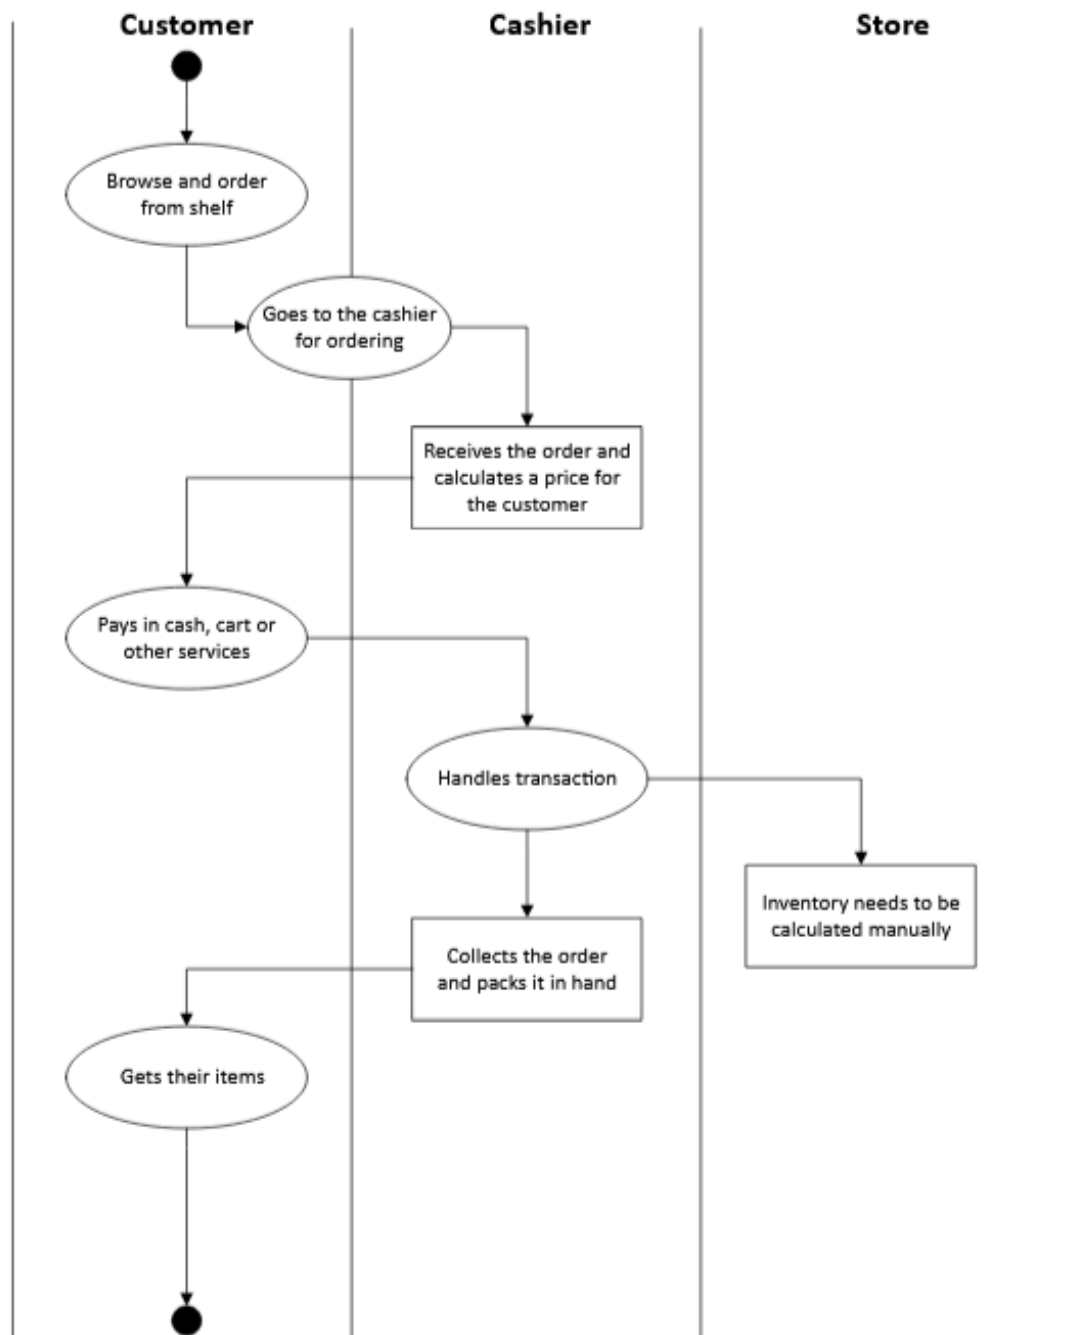 Customer
Cashier
Store
Browse and order
from shelf
Goes to the cashier
for ordering
Receives the order and
calculates a price for
the customer
Pays in cash, cart or
other services
Handles transaction
Inventory needs to be
calculated manually
Collects the order
and packs it in hand
Gets their items